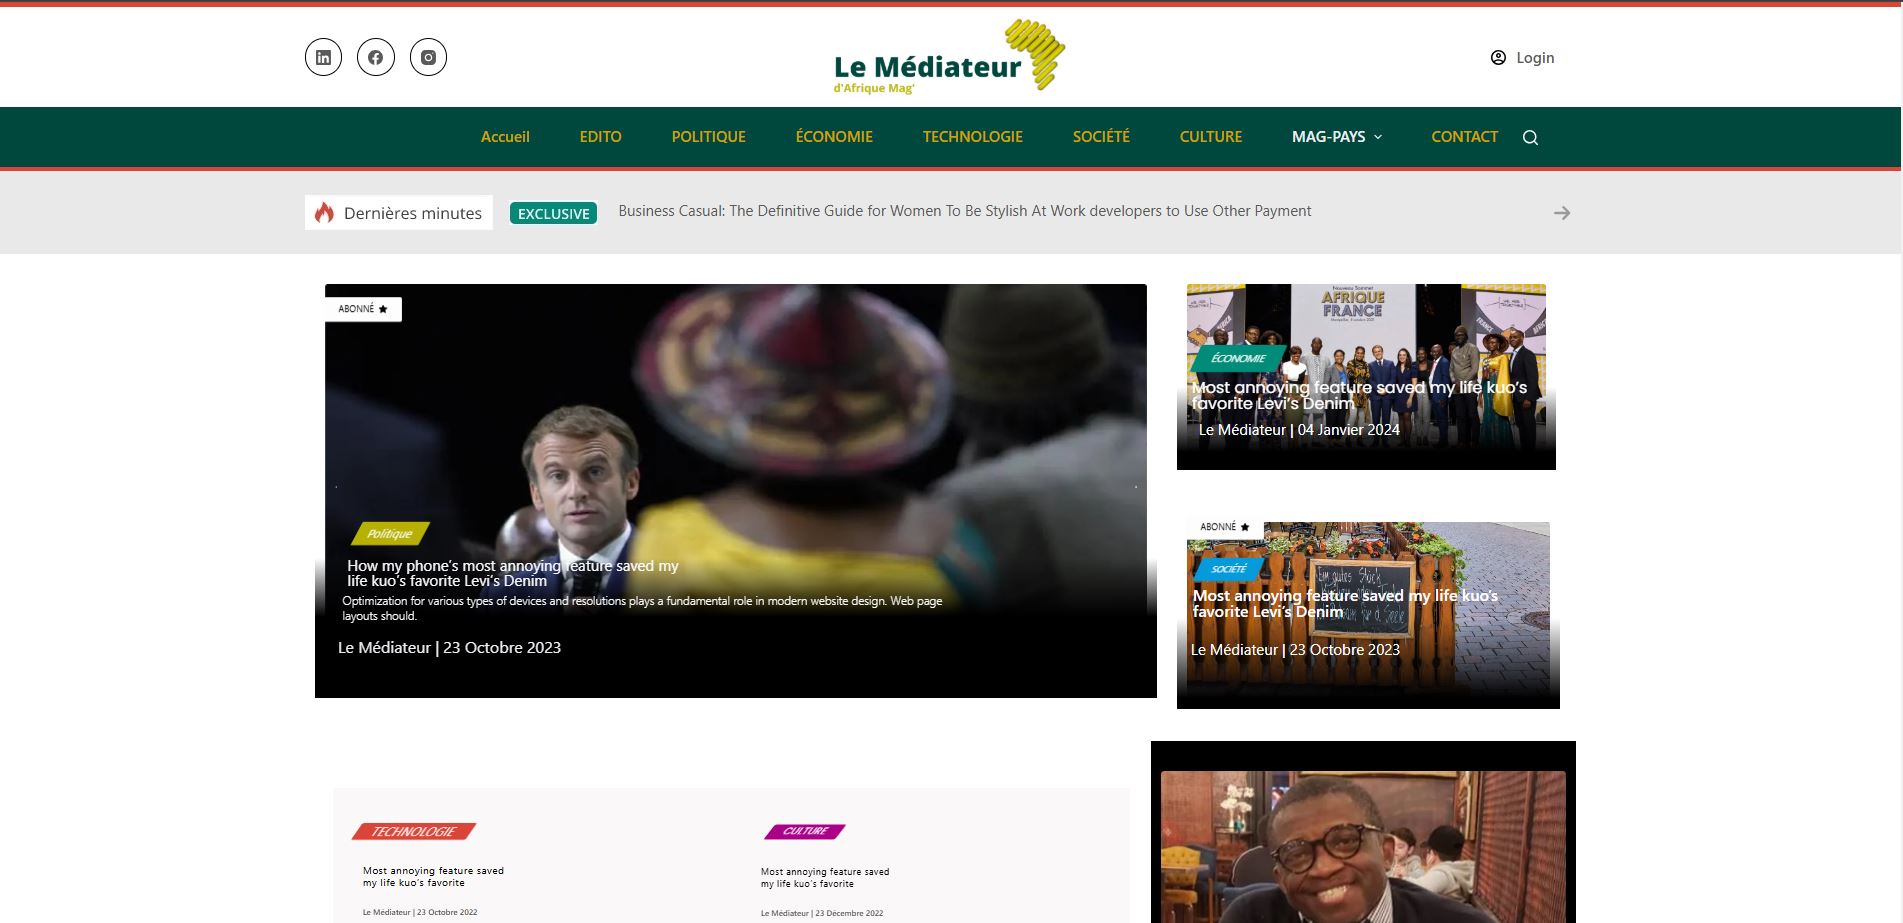 Le Médiateur
d'Afrique Mag'
Login
Accueil EDITO POLITIQUE ÉCONOMIE TECHNOLOGIE SOCIÉTÉ CULTURE MAG-PAYS CONTACT
Dernières minutes EXCLUSIVE Business Casual: The Definitive Guide for Women To Be Stylish At Work developers to Use Other Payment
ABONNÉ
Politique
How my phone's most annoying feature saved my
life kuo's favorite Levi's Denim
Optimization for various types of devices and resolutions plays a fundamental role in modern website design. Web page
layouts should.
Le Médiateur | 23 Octobre 2023
Nouveau Sommet
AFRIQUE
FRANCE
ÉCONOMIE
Most annoying feature saved my life kuo's
favorite Levi's Denim
Le Médiateur | 04 Janvier 2024
ABONNÉ
SOCIÉTÉ
Ein gutes Stück
Most annoying feature saved my life kuo's
favorite Levi's Denim
Le Médiateur | 23 Octobre 2023
TECHNOLOGIE
Most annoying feature saved
my life kuo's favorite
Le Médiateur | 23 Octobre 2022
CULTURE
Most annoying feature saved
my life kuo's favorite
Le Médiateur | 23 Décembre 2022